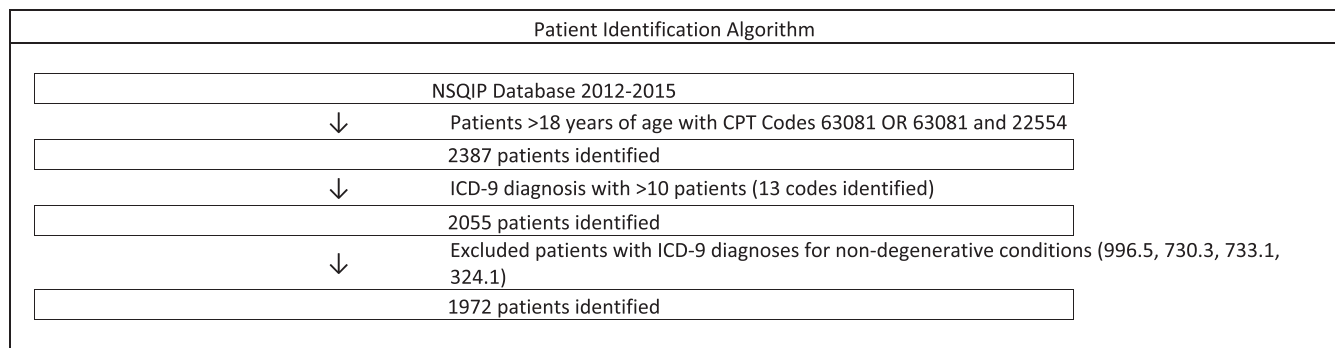 Patient Identification Algorithm
NSQIP Database 2012-2015
↓ Patients >18 years of age with CPT Codes 63081 OR 63081 and 22554
2387 patients identified
↓ ICD-9 diagnosis with >10 patients (13 codes identified)
2055 patients identified
↓ Excluded patients with ICD-9 diagnoses for non-degenerative conditions (996.5, 730.3, 733.1,
324.1)
1972 patients identified